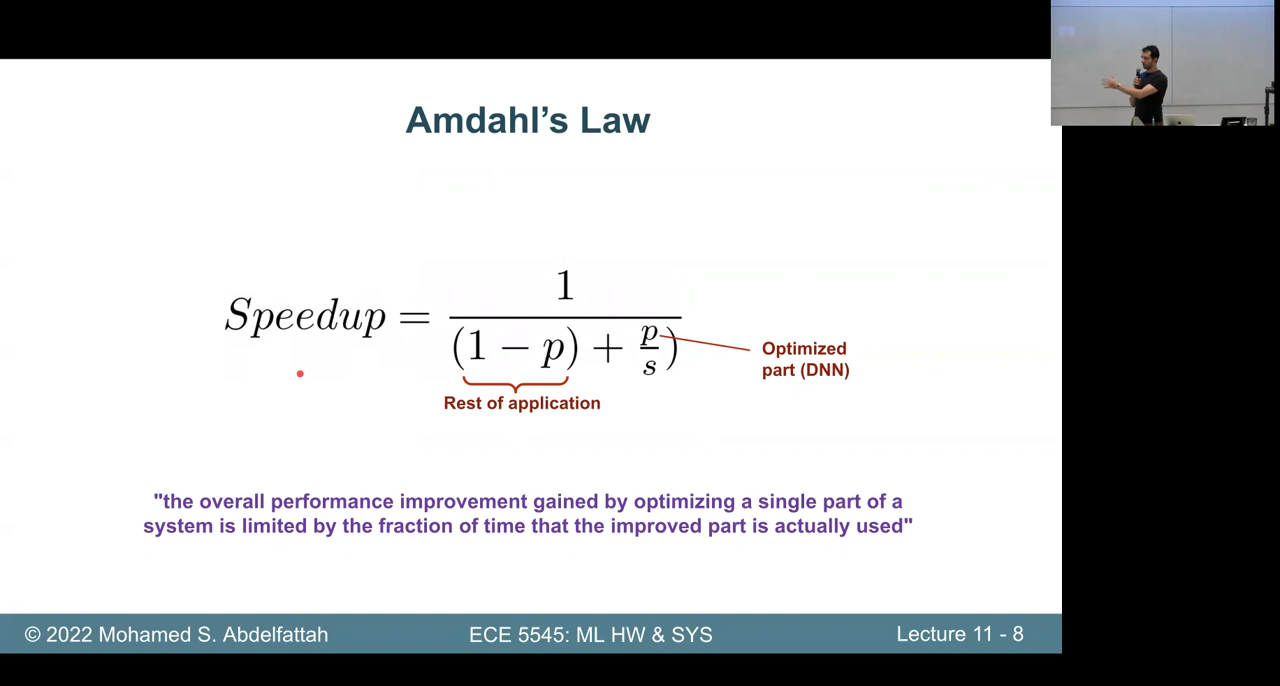 Amdahl's Law
Speedup = 1 / ((1 − p) + p/s)
Optimized
part (DNN)
Rest of application
"the overall performance improvement gained by optimizing a single part of a
system is limited by the fraction of time that the improved part is actually used"
© 2022 Mohamed S. Abdelfattah
ECE 5545: ML HW & SYS
Lecture 11 - 8